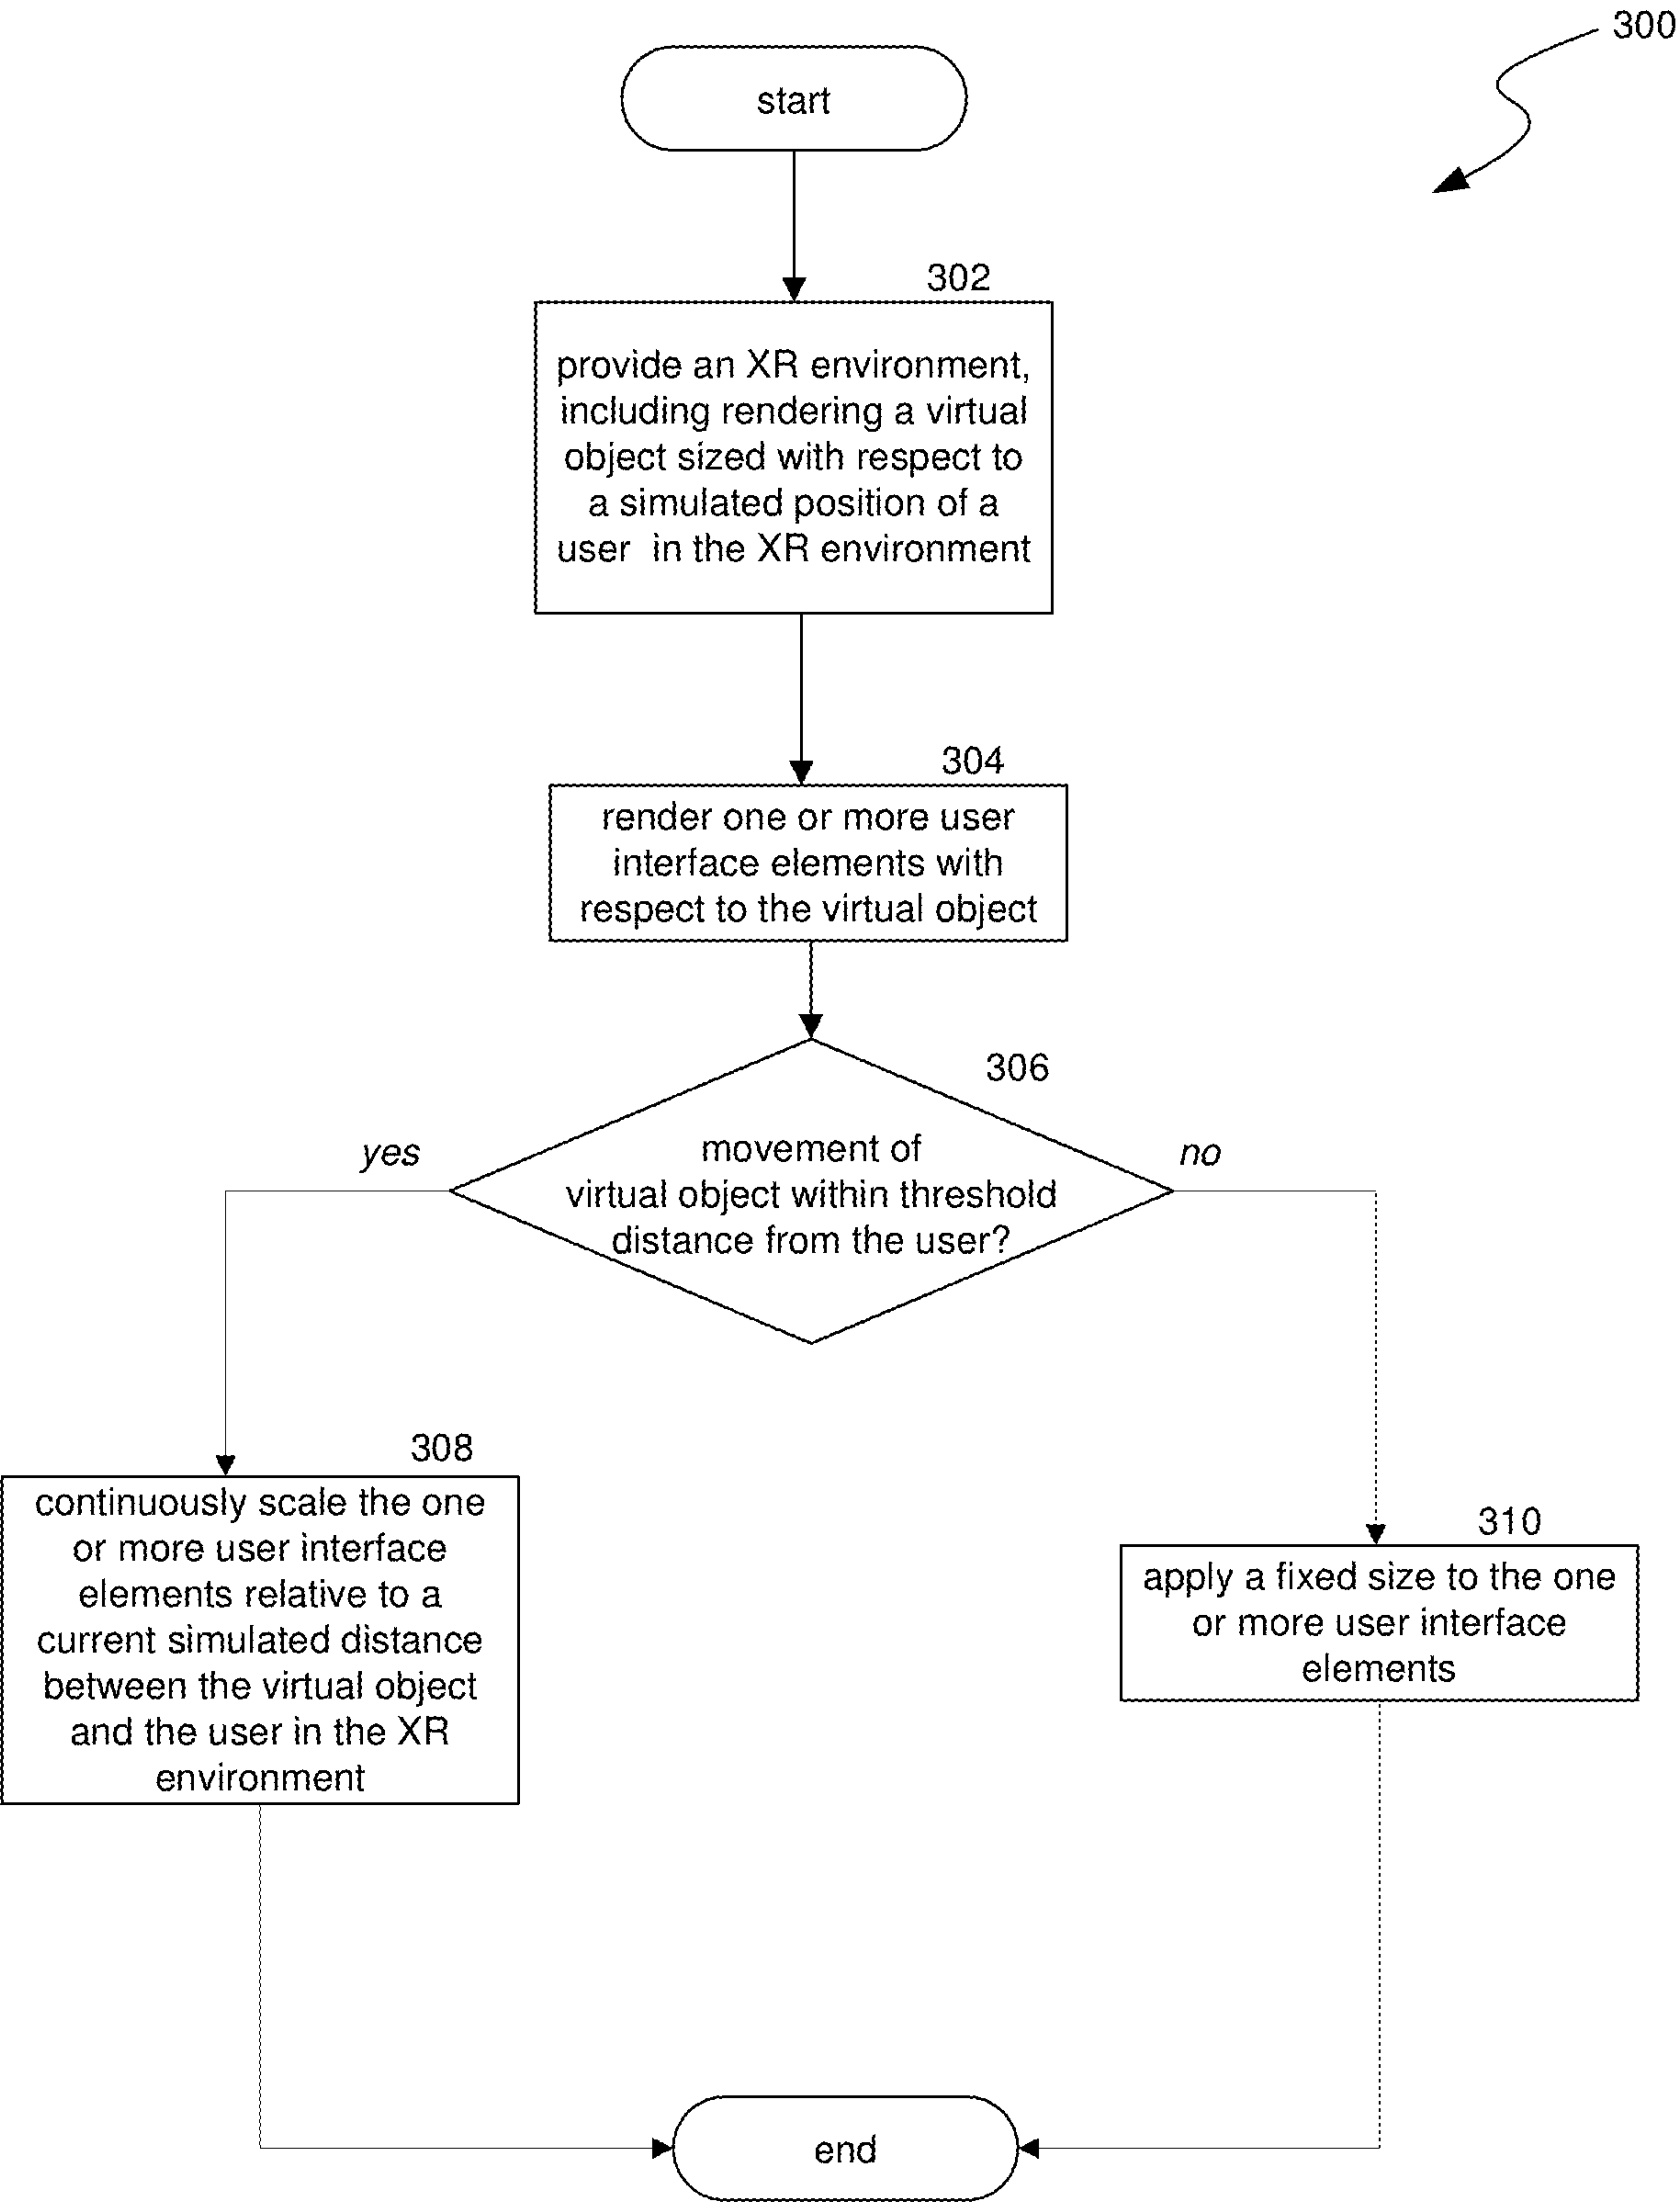 300
start
302
provide an XR environment,
including rendering a virtual
object sized with respect to
a simulated position of a
user in the XR environment
304
render one or more user
interface elements with
respect to the virtual object
306
yes
no
movement of
virtual object within threshold
distance from the user?
308
continuously scale the one
or more user interface
elements relative to a
current simulated distance
between the virtual object
and the user in the XR
environment
310
apply a fixed size to the one
or more user interface
elements
end